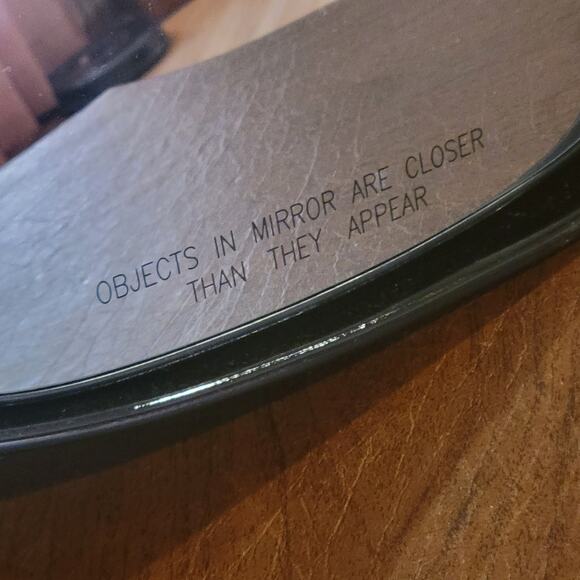 OBJECTS IN MIRROR ARE CLOSER
THAN THEY APPEAR